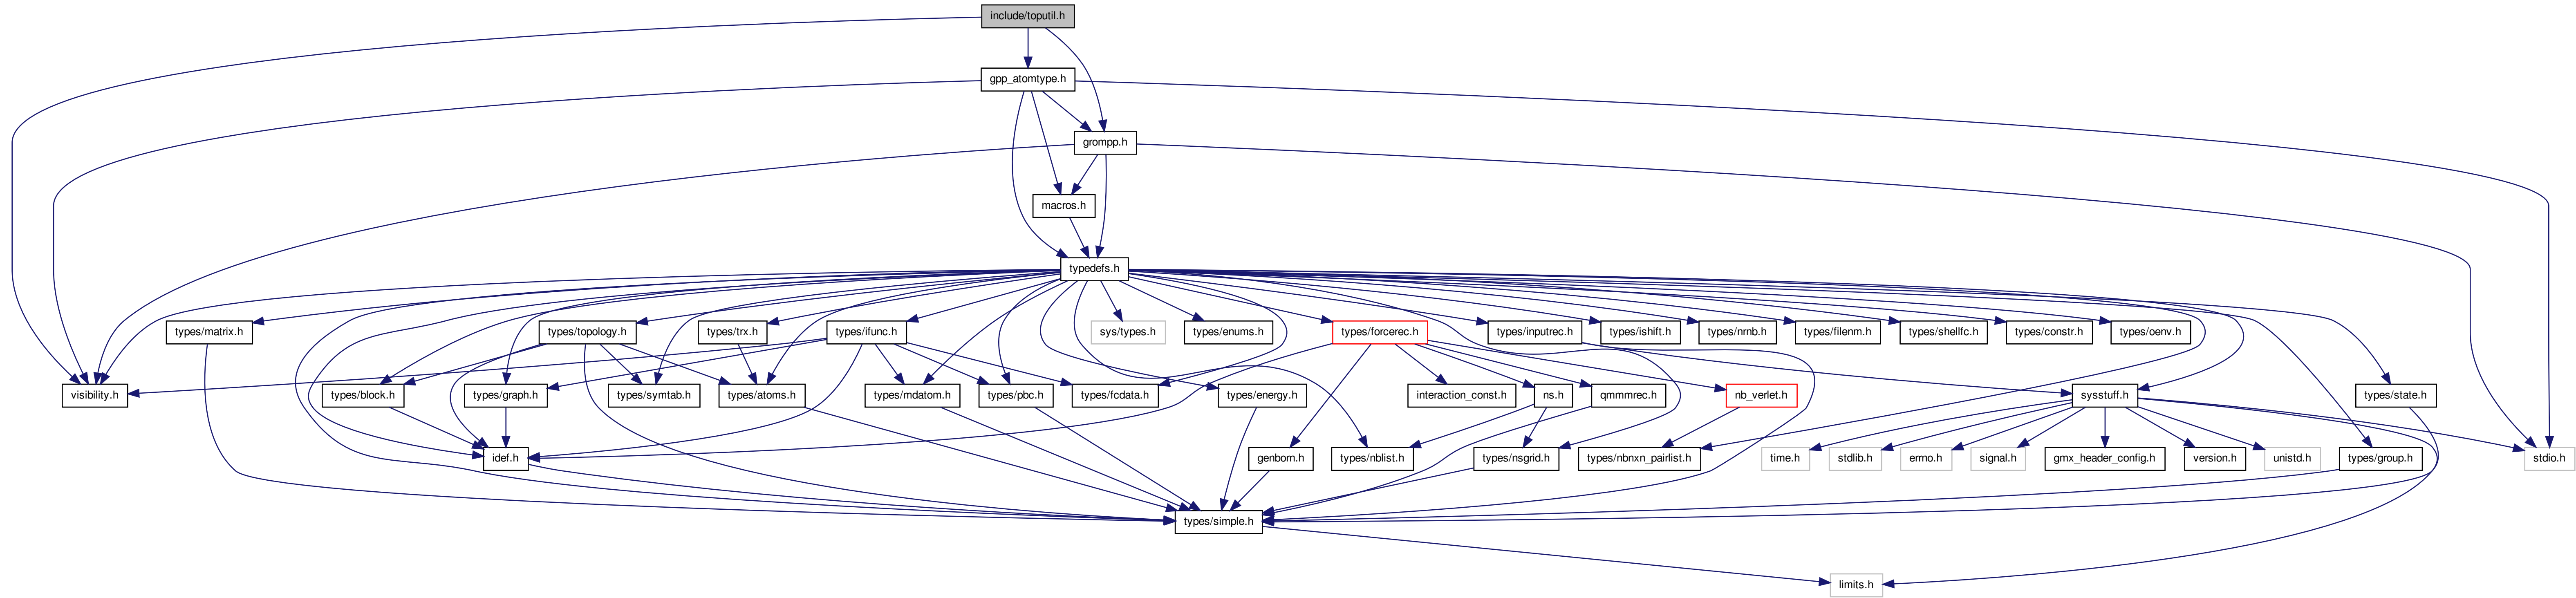 include/toputil.h
gpp_atomtype.h
grompp.h
macros.h
typedefs.h
types/matrix.h
types/topology.h
types/trx.h
types/ifunc.h
sys/types.h
types/enums.h
types/forcerec.h
types/inputrec.h
types/ishift.h
types/nrnb.h
types/filenm.h
types/shellfc.h
types/constr.h
types/oenv.h
visibility.h
types/block.h
types/graph.h
types/symtab.h
types/atoms.h
types/mdatom.h
types/pbc.h
types/fcdata.h
types/energy.h
interaction_const.h
ns.h
qmmmrec.h
nb_verlet.h
sysstuff.h
types/state.h
idef.h
genborn.h
types/nblist.h
types/nsgrid.h
types/nbnxn_pairlist.h
time.h
stdlib.h
errno.h
signal.h
gmx_header_config.h
version.h
unistd.h
types/group.h
stdio.h
types/simple.h
limits.h